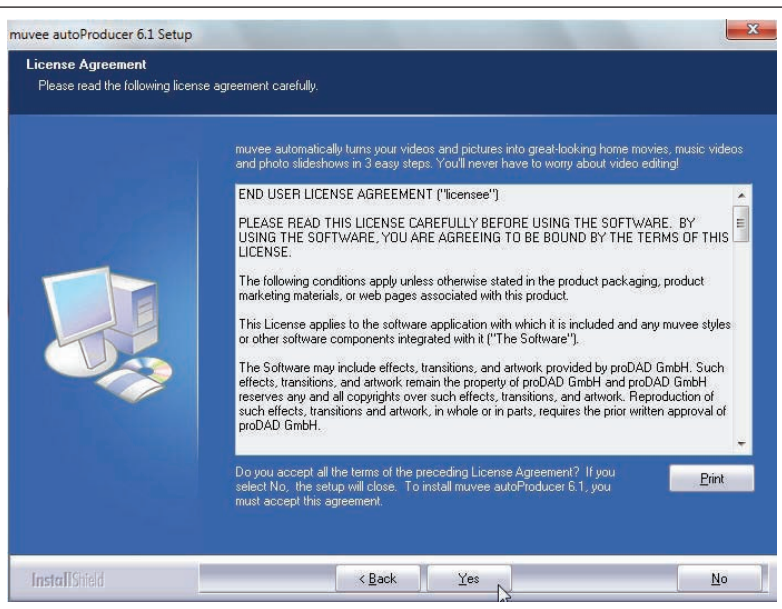 muvee autoProducer 6.1 Setup
License Agreement
Please read the following license agreement carefully.
muvee automatically turns your videos and pictures into great-looking home movies, music videos
and photo slideshows in 3 easy steps. You'll never have to worry about video editing!
END USER LICENSE AGREEMENT ("licensee")
PLEASE READ THIS LICENSE CAREFULLY BEFORE USING THE SOFTWARE. BY
USING THE SOFTWARE, YOU ARE AGREEING TO BE BOUND BY THE TERMS OF THIS
LICENSE.
The following conditions apply unless otherwise stated in the product packaging, product
marketing materials, or web pages associated with this product.
This License applies to the software application with which it is included and any muvee styles
or other software components integrated with it ("The Software").
The Software may include effects, transitions, and artwork provided by proDAD GmbH. Such
effects, transitions, and artwork remain the property of proDAD GmbH and proDAD GmbH
reserves any and all copyrights over such effects, transitions, and artwork. Reproduction of
such effects, transitions and artwork, in whole or in parts, requires the prior written approval of
proDAD GmbH.
Do you accept all the terms of the preceding License Agreement? If you
select No, the setup will close. To install muvee autoProducer 6.1, you
must accept this agreement.
Print
InstallShield
< Back
Yes
No